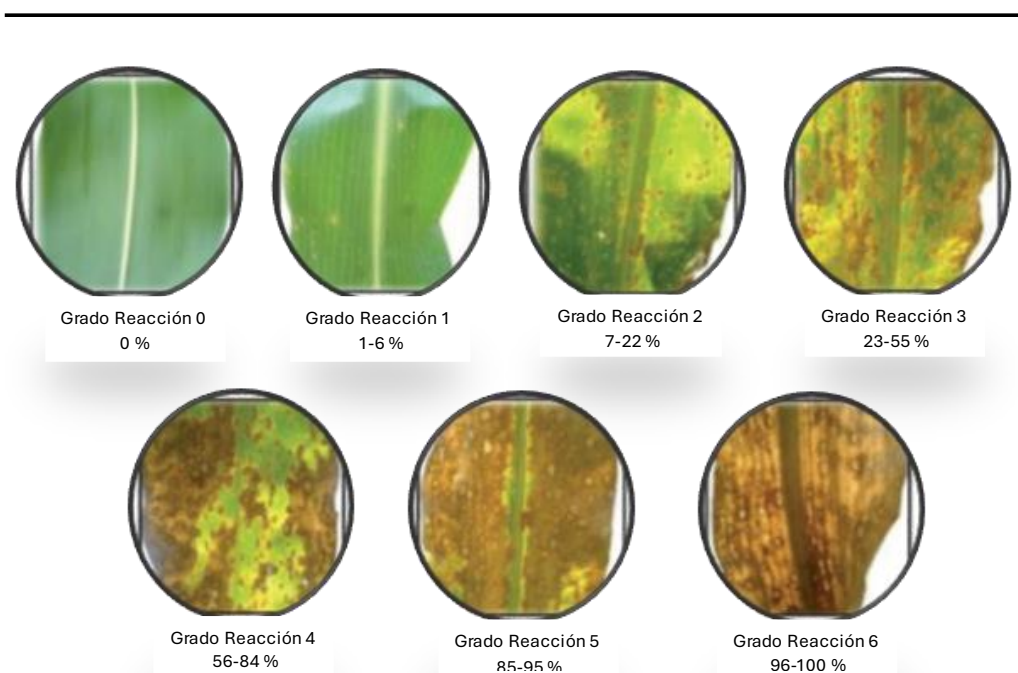 Grado Reacción 0
0 %
Grado Reacción 1
1-6 %
Grado Reacción 2
7-22 %
Grado Reacción 3
23-55 %
Grado Reacción 4
56-84 %
Grado Reacción 5
85-95 %
Grado Reacción 6
96-100 %